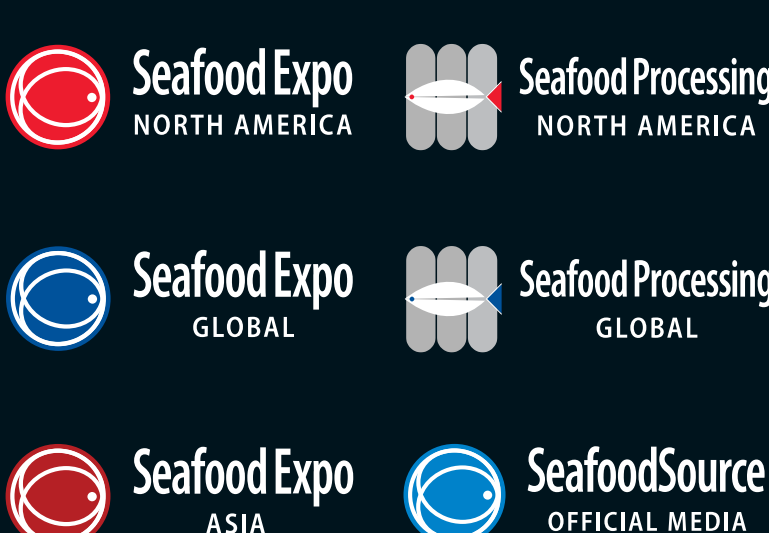 Seafood Expo
NORTH AMERICA
Seafood Processing
NORTH AMERICA
Seafood Expo
GLOBAL
Seafood Processing
GLOBAL
Seafood Expo
ASIA
SeafoodSource
OFFICIAL MEDIA